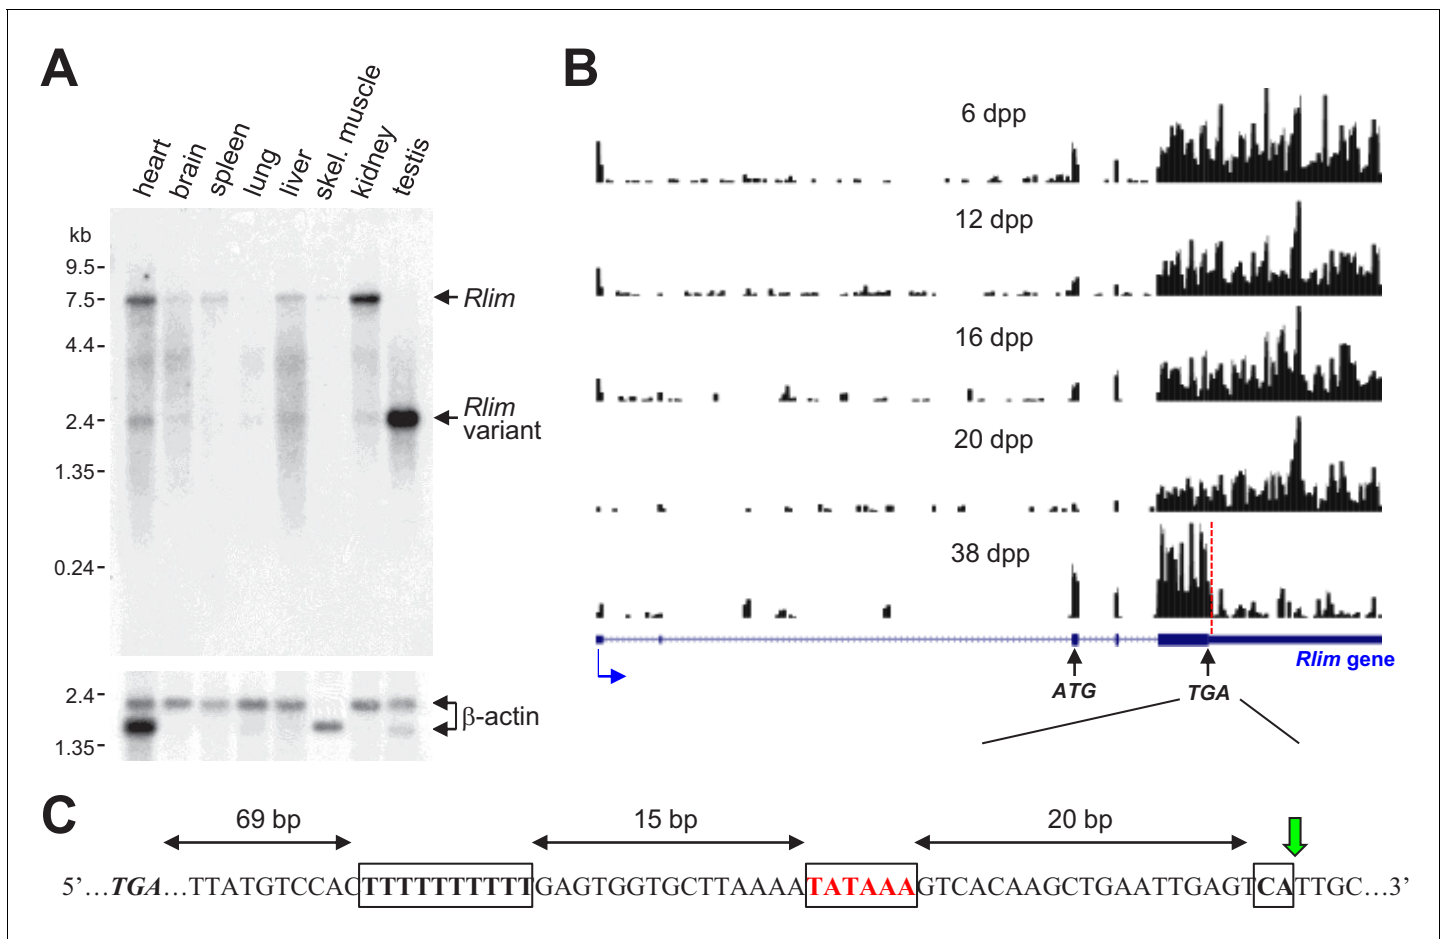 A
heart
brain
spleen
lung
liver
skel. muscle
kidney
testis
kb
9.5-
7.5-
4.4-
2.4-
1.35-
0.24-
Rlim
Rlim
variant
2.4-
1.35-
β-actin
B
6 dpp
12 dpp
16 dpp
20 dpp
38 dpp
Rlim gene
ATG
TGA
C
69 bp
15 bp
20 bp
5’…TGA…TTATGTCCACTTTTTTTTTTGAGTGGTGCTTAAAATATAAAGTCACAAGCTGAATTGAGTCATTGC…3’